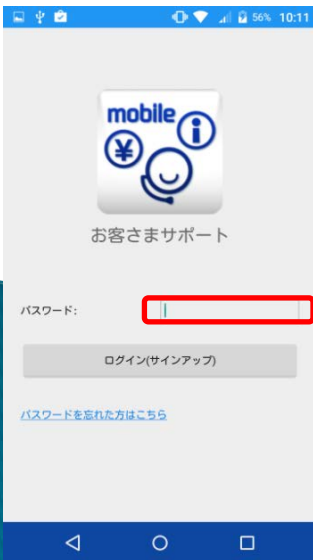 56% 10:11
mobile
¥
i
お客さまサポート
パスワード:
ログイン(サインアップ)
パスワードを忘れた方はこちら